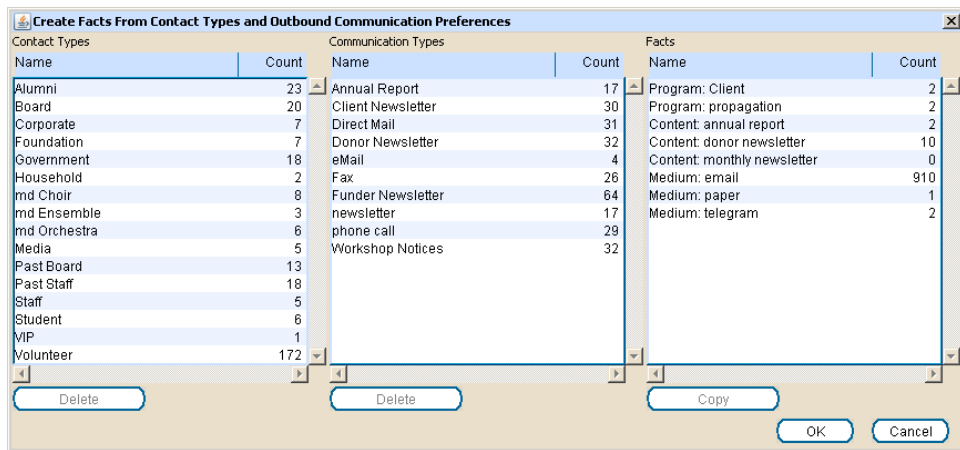 Create Facts From Contact Types and Outbound Communication Preferences
Contact Types
Name Count
Alumni 23
Board 20
Corporate 7
Foundation 7
Government 18
Household 2
md Choir 8
md Ensemble 3
md Orchestra 6
Media 5
Past Board 13
Past Staff 18
Staff 5
Student 6
VIP 1
Volunteer 172
Delete
Communication Types
Name Count
Annual Report 17
Client Newsletter 30
Direct Mail 31
Donor Newsletter 32
eMail 4
Fax 26
Funder Newsletter 64
newsletter 17
phone call 29
Workshop Notices 32
Delete
Facts
Name Count
Program: Client 2
Program: propagation 2
Content: annual report 2
Content: donor newsletter 10
Content: monthly newsletter 0
Medium: email 910
Medium: paper 1
Medium: telegram 2
Copy
OK Cancel